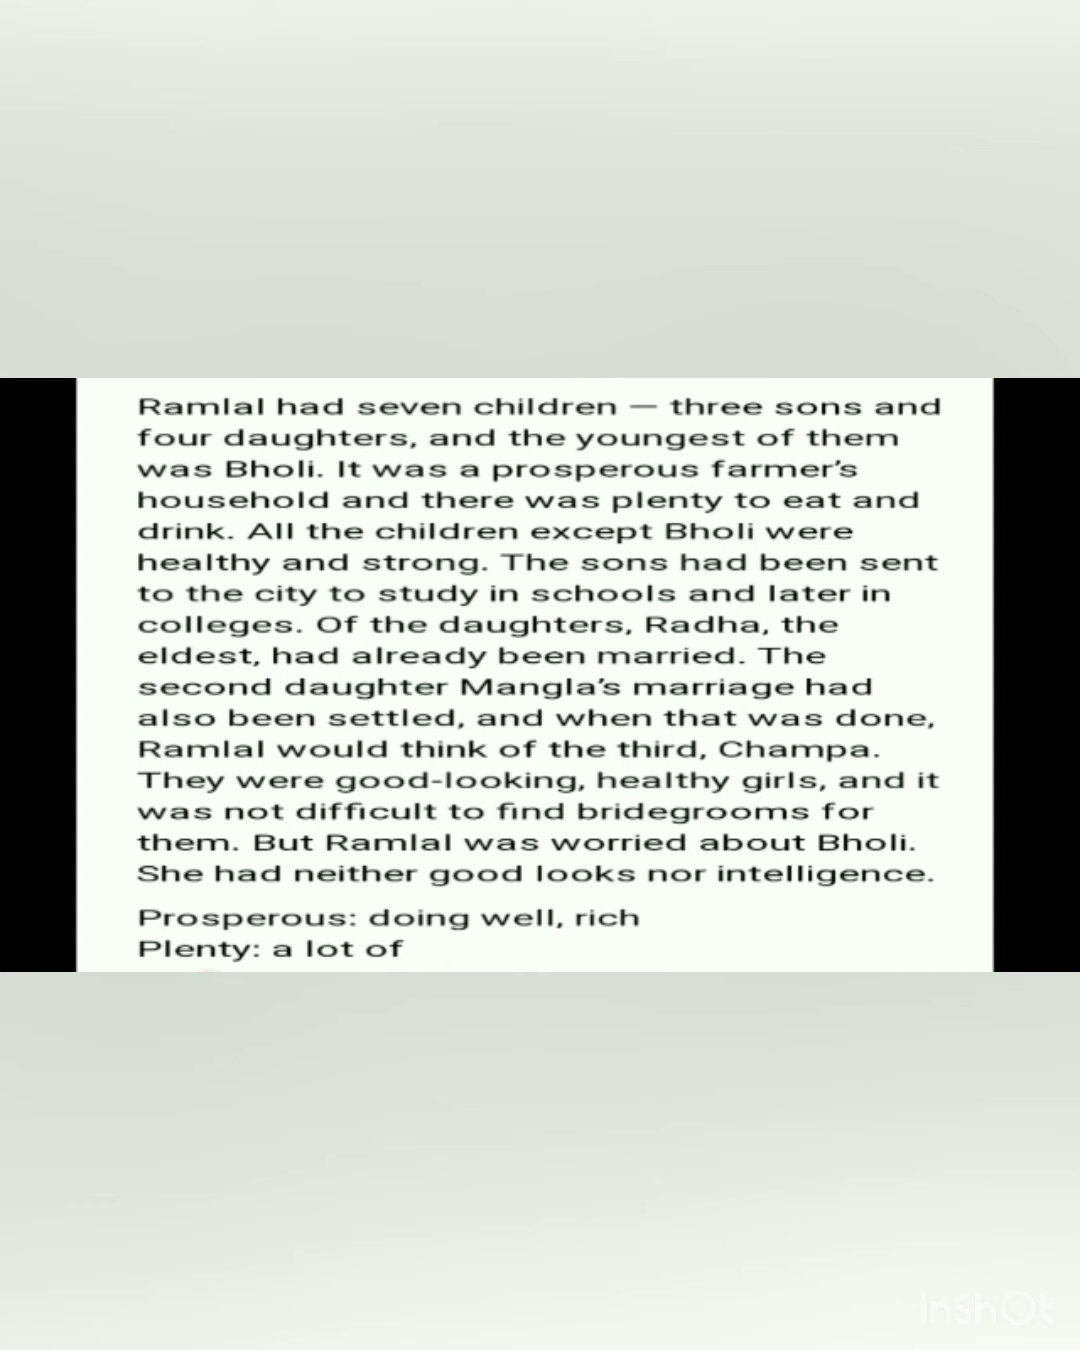 Ramlal had seven children — three sons and
four daughters, and the youngest of them
was Bholi. It was a prosperous farmer’s
household and there was plenty to eat and
drink. All the children except Bholi were
healthy and strong. The sons had been sent
to the city to study in schools and later in
colleges. Of the daughters, Radha, the
eldest, had already been married. The
second daughter Mangla’s marriage had
also been settled, and when that was done,
Ramlal would think of the third, Champa.
They were good-looking, healthy girls, and it
was not difficult to find bridegrooms for
them. But Ramlal was worried about Bholi.
She had neither good looks nor intelligence.
Prosperous: doing well, rich
Plenty: a lot of
InShOt